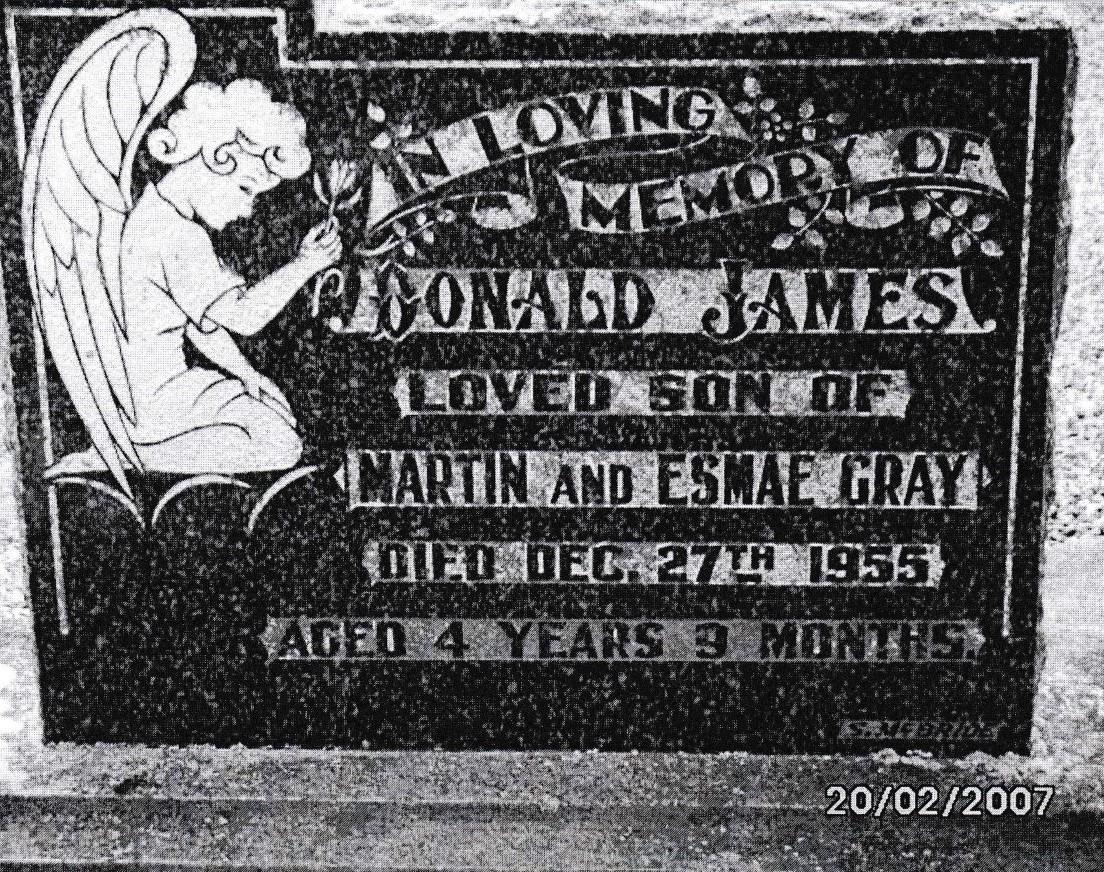 IN LOVING
MEMORY OF
DONALD JAMES
LOVED SON OF
MARTIN AND ESMAE GRAY
DIED DEC. 27TH 1955
AGED 4 YEARS 9 MONTHS.
S. McBRIDE
20/02/2007